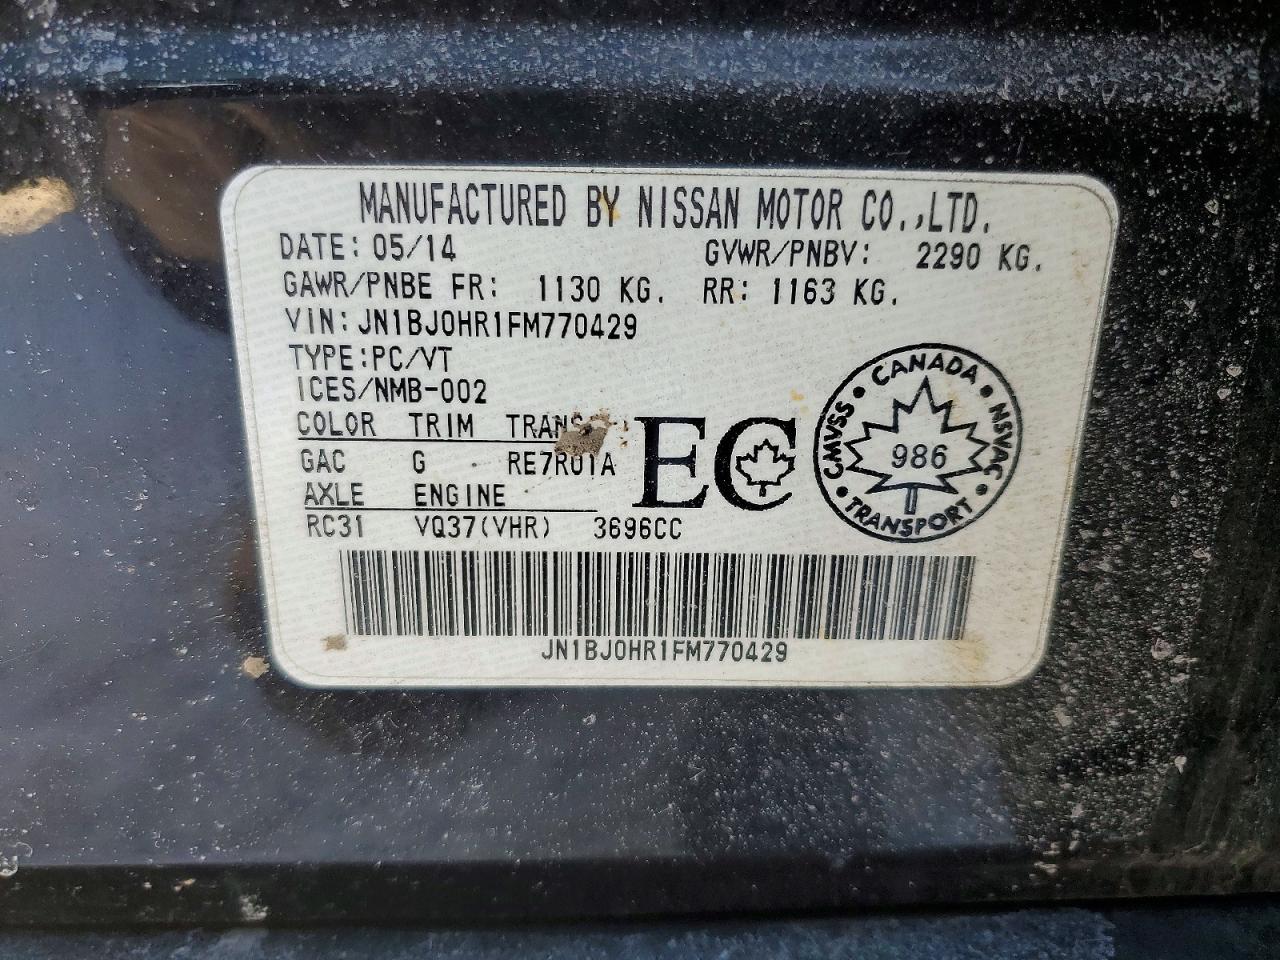 MANUFACTURED BY NISSAN MOTOR CO.,LTD.
DATE: 05/14 GVWR/PNBV: 2290 KG.
GAWR/PNBE FR: 1130 KG. RR: 1163 KG.
VIN: JN1BJ0HR1FM770429
TYPE:PC/VT
ICES/NMB-002
COLOR TRIM
GAC G RE7R01A
AXLE ENGINE
RC31 VQ37(VHR) 3696CC
EC
CANADA
CMVSS
NSVAC
986
TRANSPORT
JN1BJ0HR1FM770429